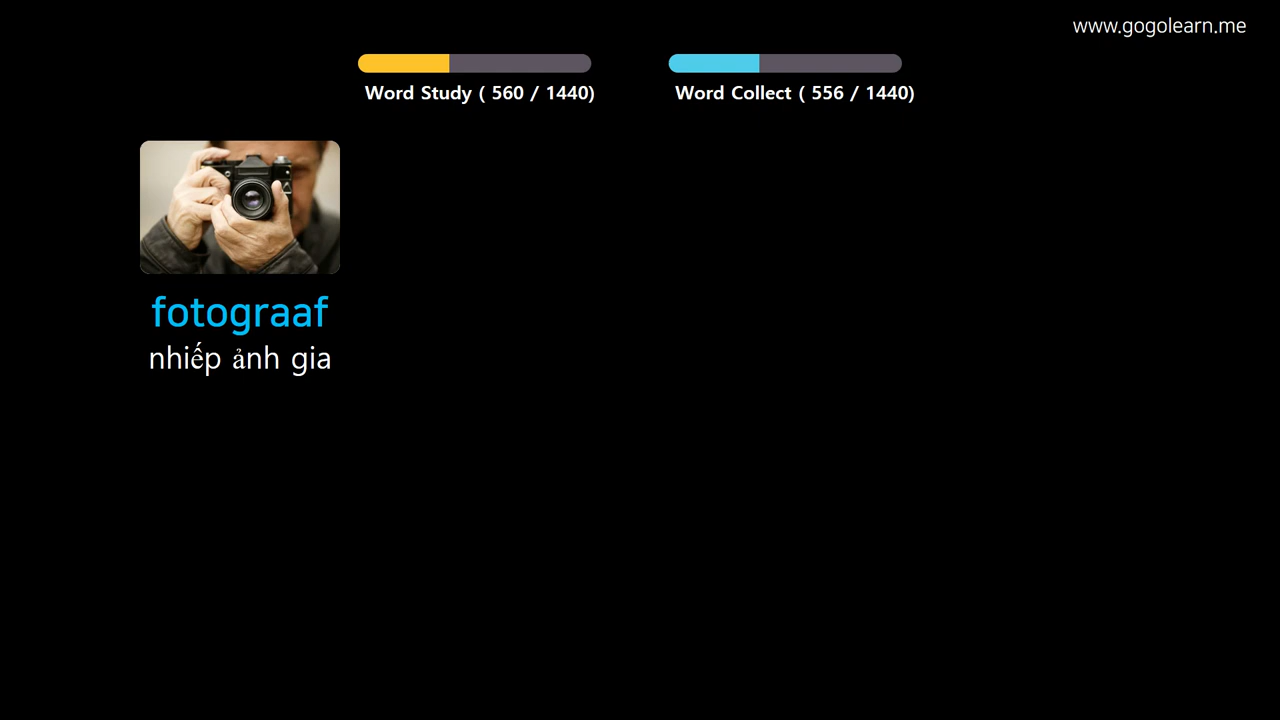 www.gogolearn.me
Word Study ( 560 / 1440)
Word Collect ( 556 / 1440)
fotograaf
nhiếp ảnh gia